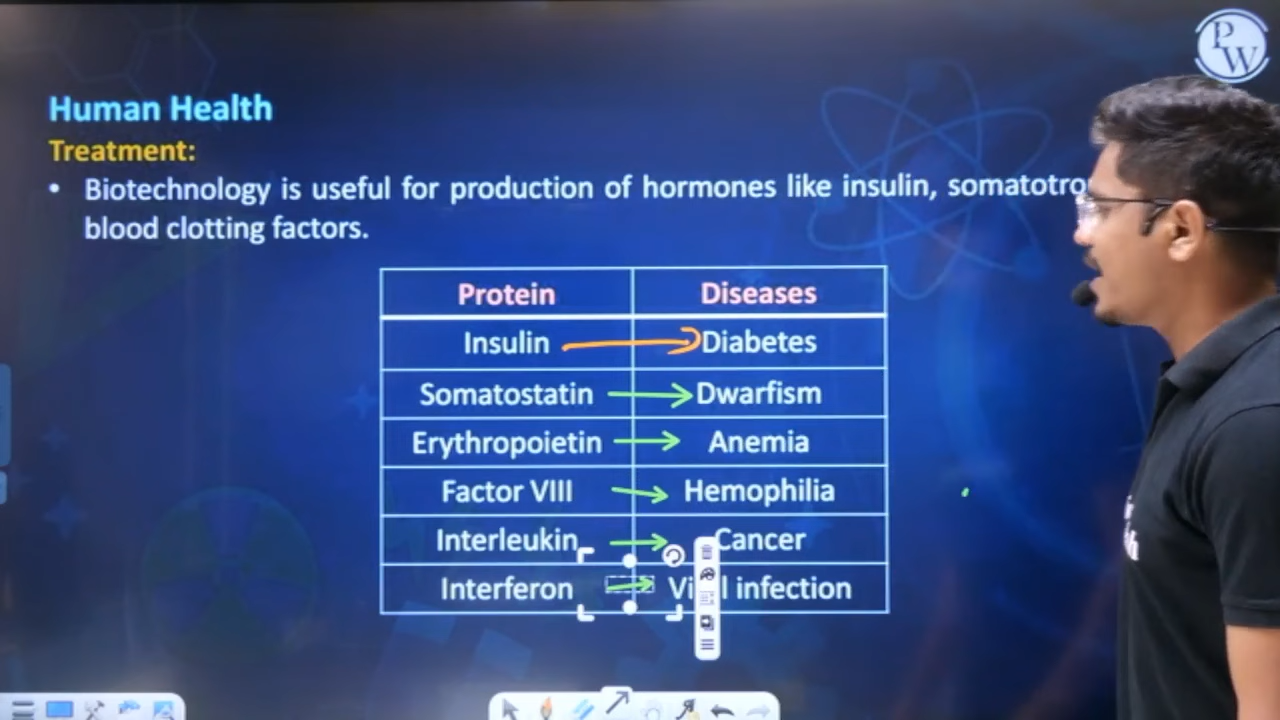 PW
Human Health
Treatment:
• Biotechnology is useful for production of hormones like insulin, somatotro
blood clotting factors.
Protein Diseases
Insulin Diabetes
Somatostatin Dwarfism
Erythropoietin Anemia
Factor VIII Hemophilia
Interleukin Cancer
Interferon infection